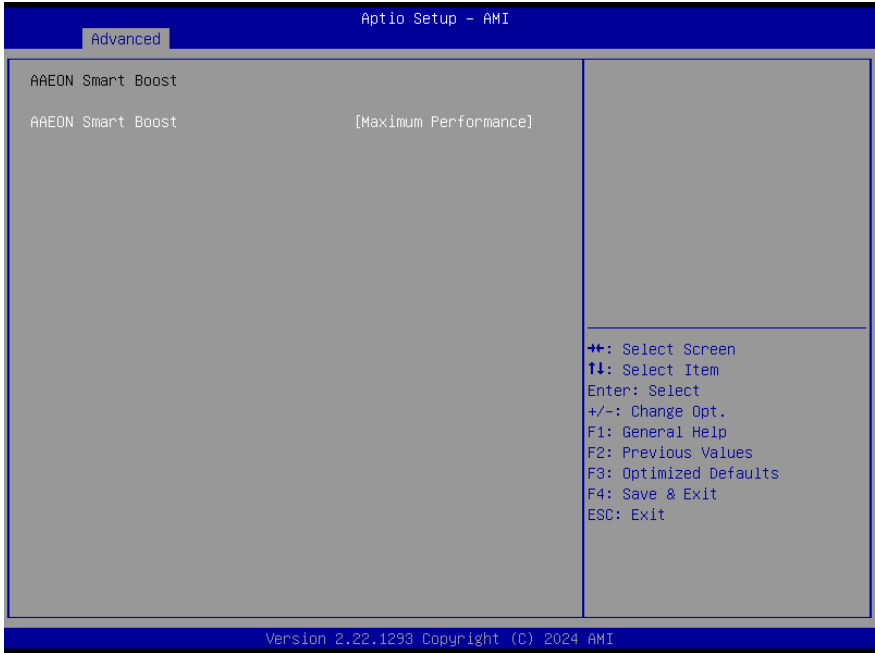 Aptio Setup – AMI
Advanced
AAEON Smart Boost
AAEON Smart Boost [Maximum Performance]
→←: Select Screen
↑↓: Select Item
Enter: Select
+/-: Change Opt.
F1: General Help
F2: Previous Values
F3: Optimized Defaults
F4: Save & Exit
ESC: Exit
Version 2.22.1293 Copyright (C) 2024 AMI